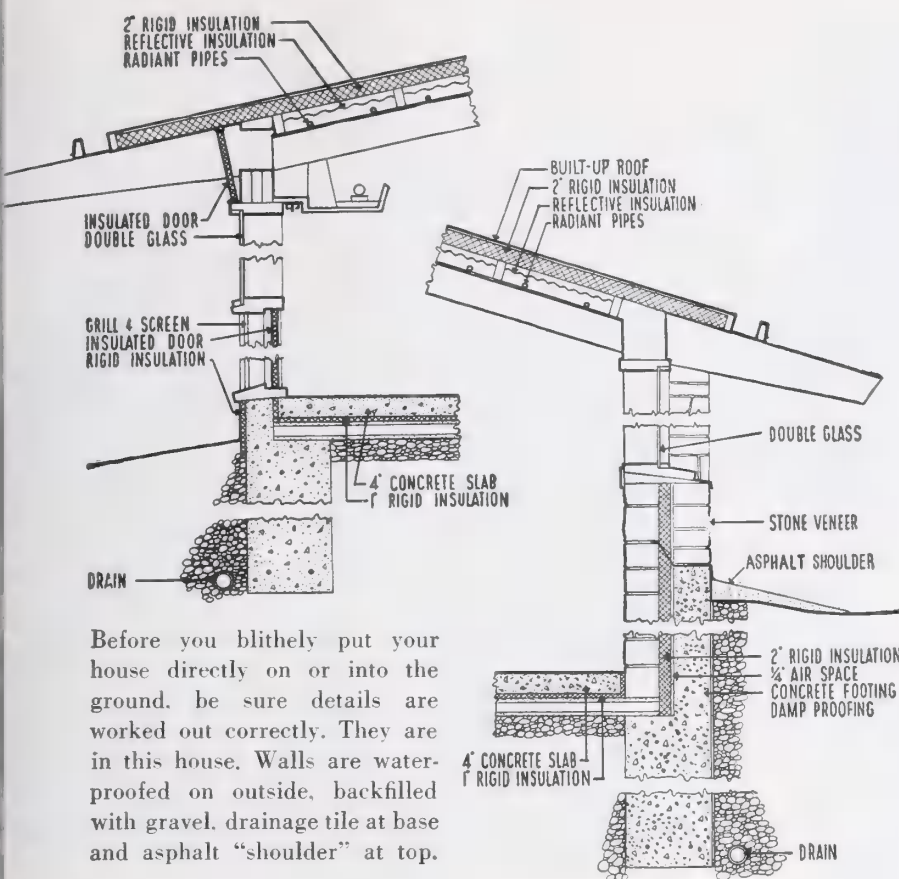 2" RIGID INSULATION
REFLECTIVE INSULATION
RADIANT PIPES
INSULATED DOOR
DOUBLE GLASS
GRILL & SCREEN
INSULATED DOOR
RIGID INSULATION
4" CONCRETE SLAB
1" RIGID INSULATION
DRAIN
BUILT-UP ROOF
2" RIGID INSULATION
REFLECTIVE INSULATION
RADIANT PIPES
DOUBLE GLASS
STONE VENEER
ASPHALT SHOULDER
2" RIGID INSULATION
¼" AIR SPACE
CONCRETE FOOTING
DAMP PROOFING
4" CONCRETE SLAB
1" RIGID INSULATION
DRAIN
Before you blithely put your
house directly on or into the
ground, be sure details are
worked out correctly. They are
in this house. Walls are water-
proofed on outside, backfilled
with gravel, drainage tile at base
and asphalt “shoulder” at top.